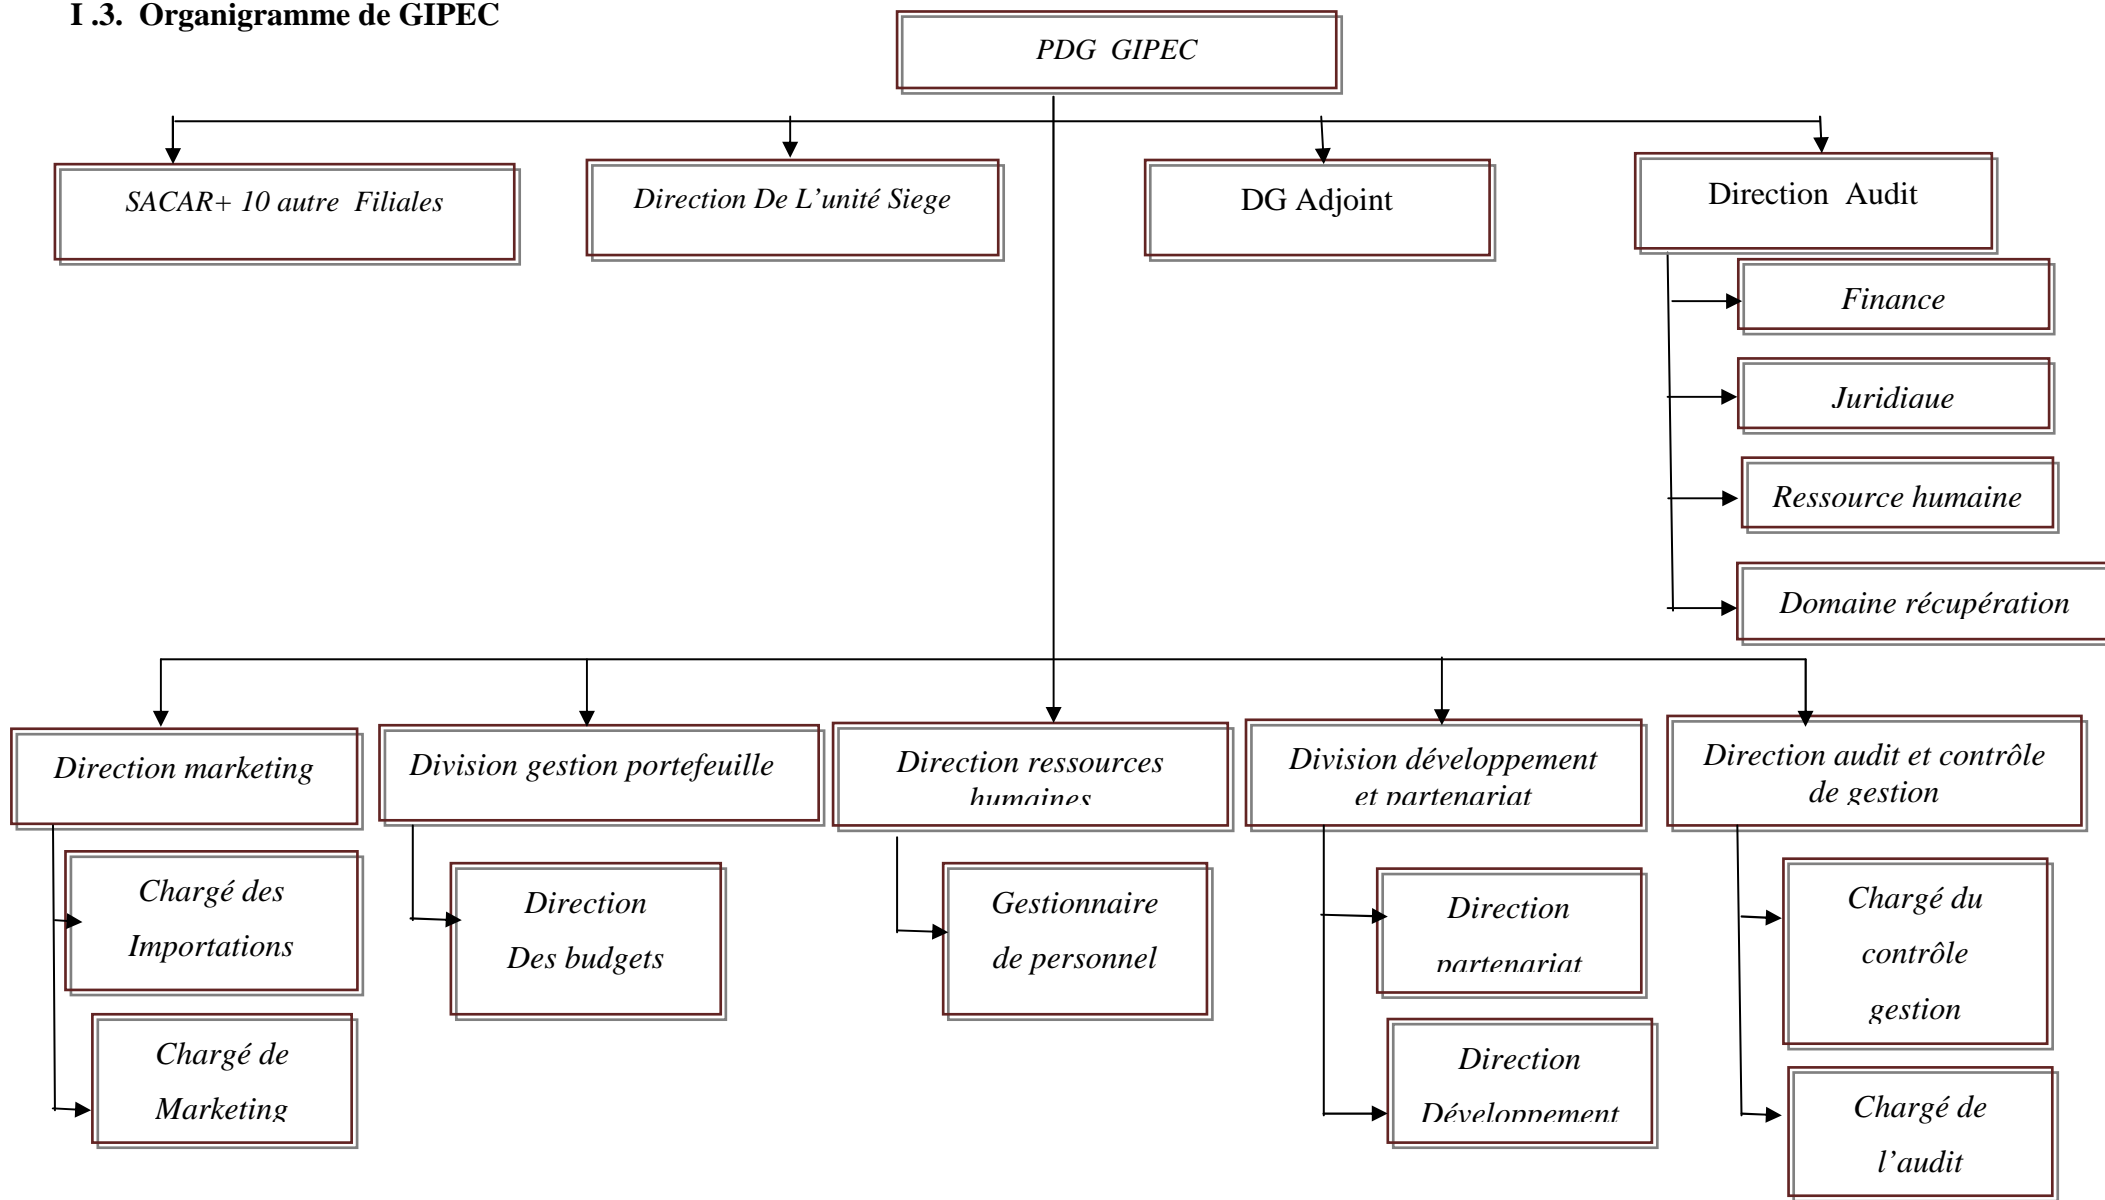 I .3. Organigramme de GIPEC
PDG GIPEC
SACAR+ 10 autre Filiales
Direction De L'unité Siege
DG Adjoint
Direction Audit
Finance
Juridiaue
Ressource humaine
Domaine récupération
Direction marketing
Division gestion portefeuille
Direction ressources
humaines
Division développement
et partenariat
Direction audit et contrôle
de gestion
Chargé des
Importations
Chargé de
Marketing
Direction
Des budgets
Gestionnaire
de personnel
Direction
partenariat
Direction
Développement
Chargé du
contrôle
gestion
Chargé de
l'audit